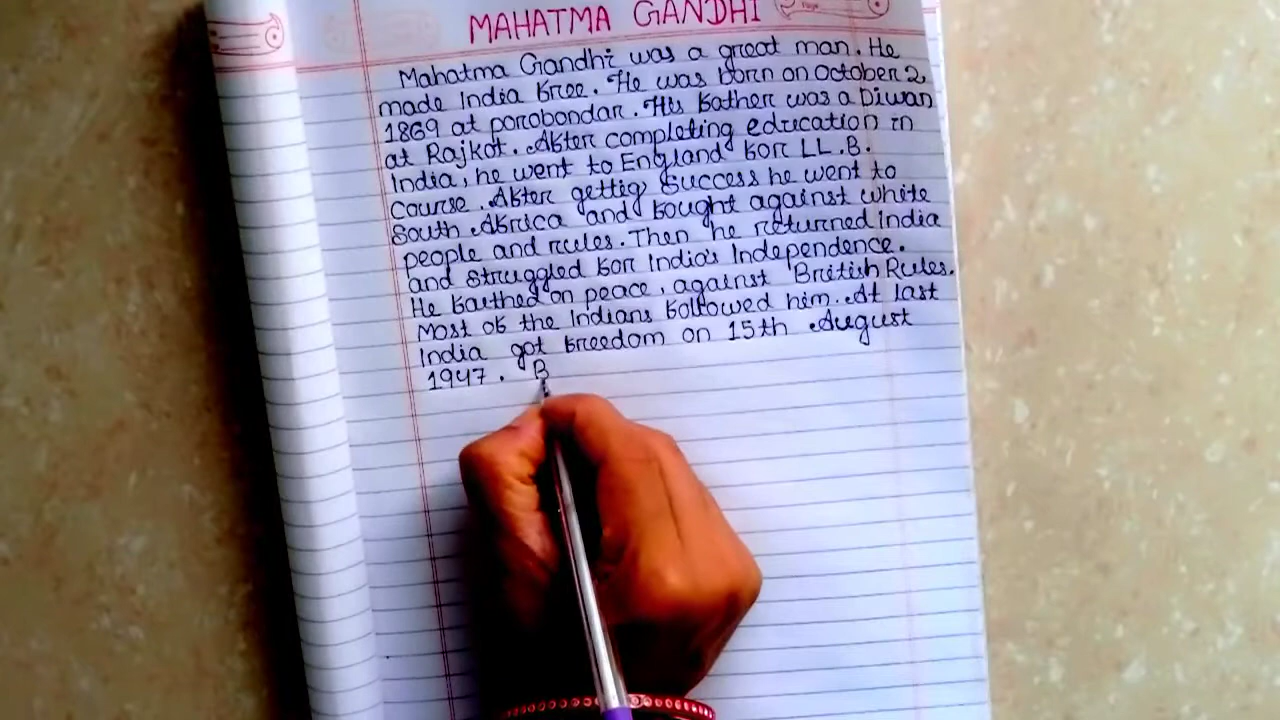 MAHATMA GANDHI
Mahatma Gandhi was a great man. He
made India free. He was born on October 2,
1869 at porobandar. His father was a Diwan
at Rajkot. After completing education in
India, he went to England for LL.B.
course. After gettig success he went to
South Africa and fought against white
people and rules. Then he returned India
and struggled for India's Independence.
He faithed on peace, against British Rules.
Most of the Indians followed him. At last
India got freedom on 15th August
1947. B